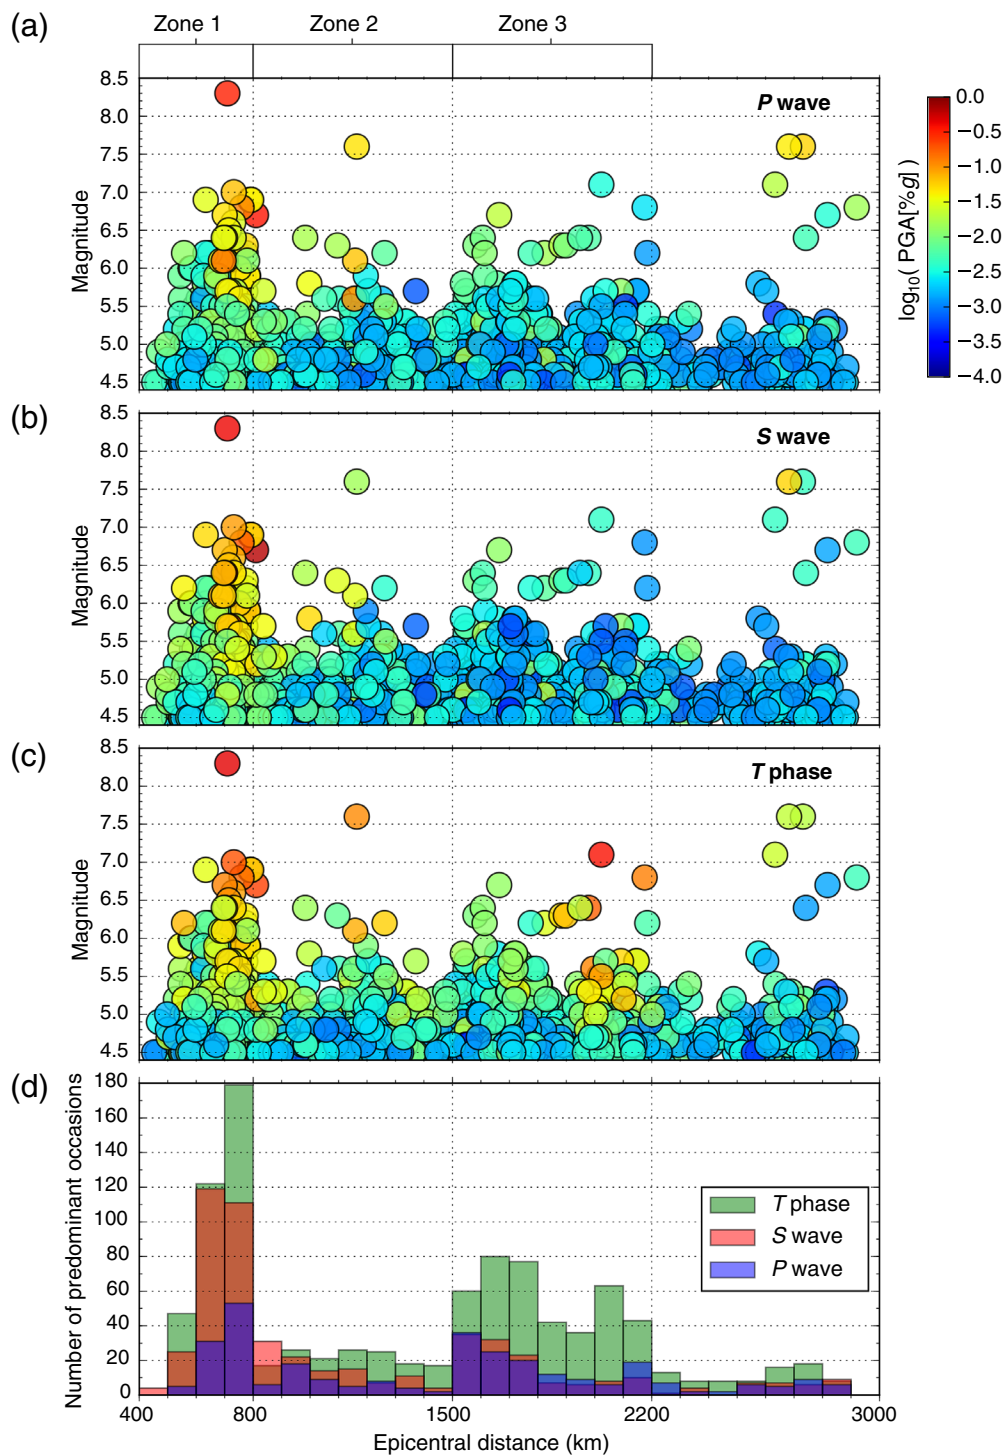 (a)
Zone 1
Zone 2
Zone 3
8.5
8.0
7.5
7.0
6.5
6.0
5.5
5.0
4.5
Magnitude
P wave
0.0
−0.5
−1.0
−1.5
−2.0
−2.5
−3.0
−3.5
−4.0
log₁₀( PGA[%g] )
(b)
8.5
8.0
7.5
7.0
6.5
6.0
5.5
5.0
4.5
Magnitude
S wave
(c)
8.5
8.0
7.5
7.0
6.5
6.0
5.5
5.0
4.5
Magnitude
T phase
(d)
180
160
140
120
100
80
60
40
20
0
Number of predominant occasions
T phase
S wave
P wave
400
800
1500
2200
3000
Epicentral distance (km)